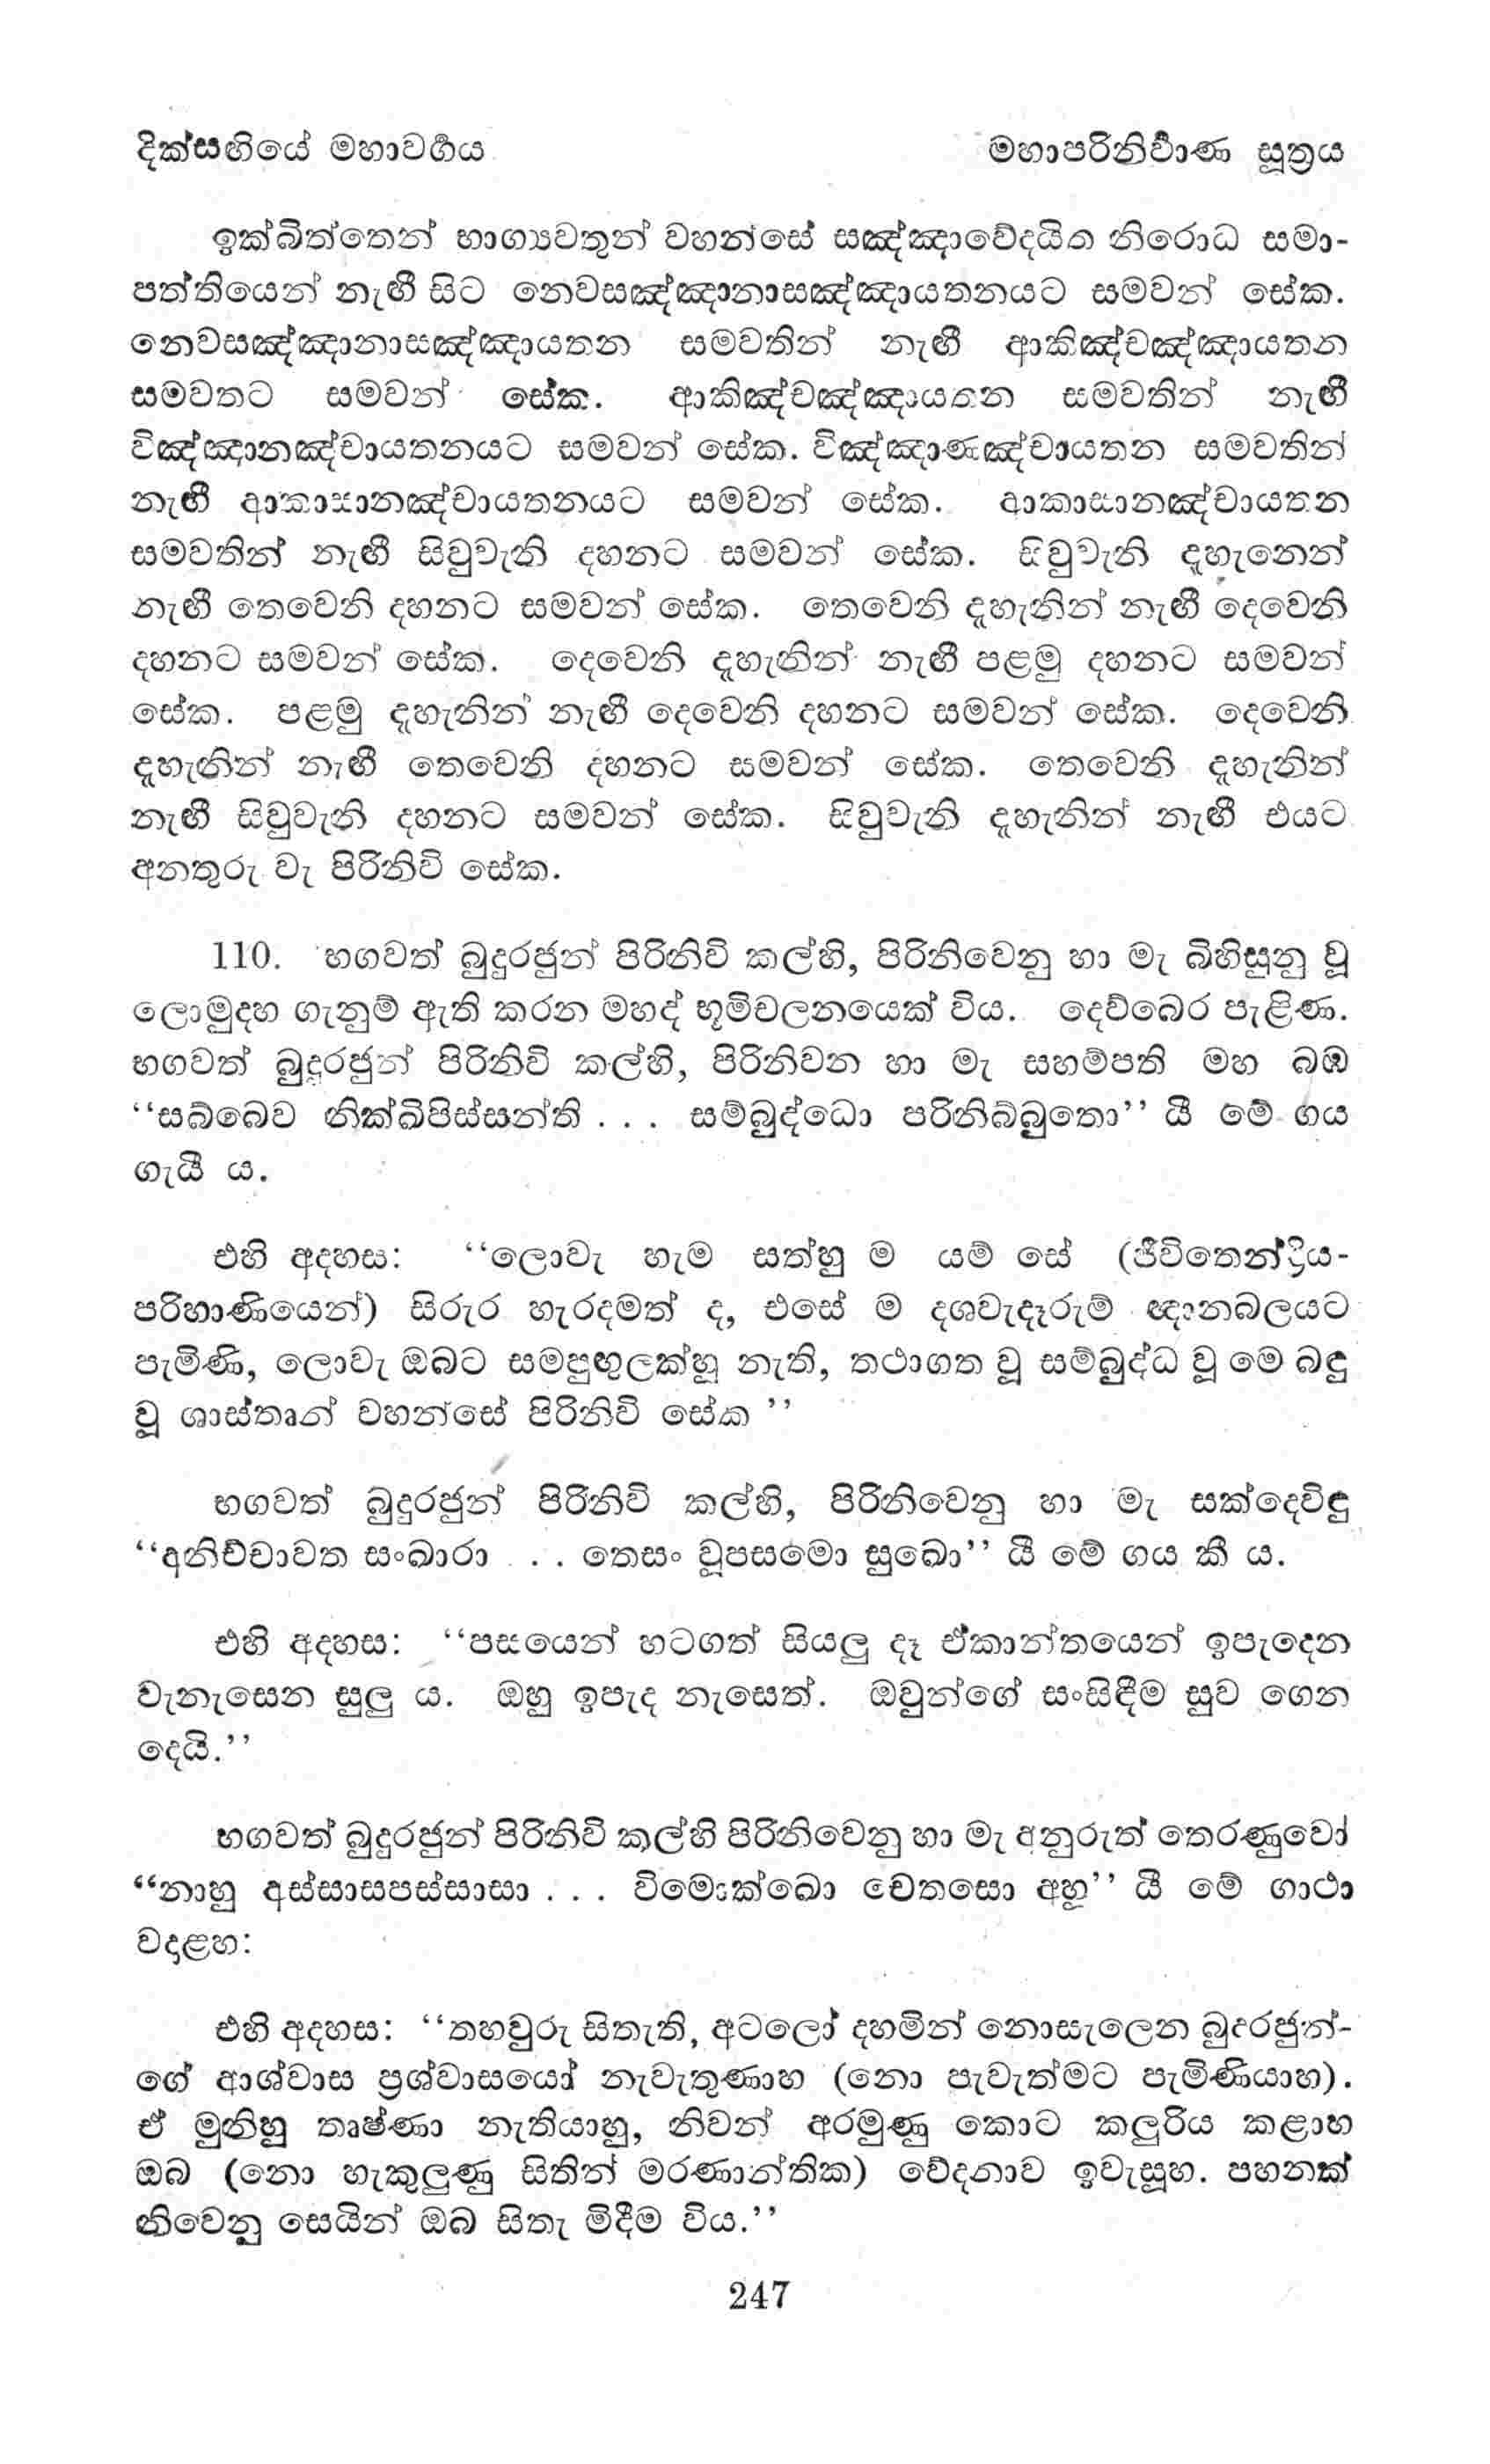 දික්සඟියේ මහාවර්‍ගය මහාපරිනිර්‍වාණ සූත්‍රය
ඉක්බිත්තෙන් භාග්‍යවතුන් වහන්සේ සඤ්ඤාවේදයිත නිරොධ සමා-
පත්තියෙන් නැඟී සිට නෙවසඤ්ඤානාසඤ්ඤායතනයට සමවන් සේක.
නෙවසඤ්ඤානාසඤ්ඤායතන සමවතින් නැඟී ආකිඤ්චඤ්ඤායතන
සමවතට සමවන් සේක. ආකිඤ්චඤ්ඤායතන සමවතින් නැඟී
විඤ්ඤානඤ්චායතනයට සමවන් සේක. විඤ්ඤාණඤ්චායතන සමවතින්
නැඟී ආකාසානඤ්චායතනයට සමවන් සේක. ආකාසානඤ්චායතන
සමවතින් නැඟී සිවුවැනි දහනට සමවන් සේක. සිවුවැනි දැහැනෙන්
නැඟී තෙවෙනි දහනට සමවන් සේක. තෙවෙනි දැහැනින් නැඟී දෙවෙනි
දහනට සමවන් සේක. දෙවෙනි දැහැනින් නැඟී පළමු දහනට සමවන්
සේක. පළමු දැහැනින් නැඟී දෙවෙනි දහනට සමවන් සේක. දෙවෙනි
දැහැනින් නැඟී තෙවෙනි දහනට සමවන් සේක. තෙවෙනි දැහැනින්
නැඟී සිවුවැනි දහනට සමවන් සේක. සිවුවැනි දැහැනින් නැඟී එයට
අනතුරු වැ පිරිනිවි සේක.
110. භගවත් බුදුරජුන් පිරිනිවි කල්හි, පිරිනිවෙනු හා මැ බිහිසුනු වූ
ලොමුදහ ගැනුම් ඇති කරන මහද් භූමිචලනයෙක් විය. දෙව්බෙර පැළිණ.
භගවත් බුදුරජුන් පිරිනිවි කල්හි, පිරිනිවන හා මැ සහම්පති මහ බඹ
‘‘සබ්බෙව නික්ඛිපිස්සන්ති . . . සම්බුද්ධො පරිනිබ්බුතො’’ යී මේ ගය
ගැයී ය.
එහි අදහස: ‘‘ලොවැ හැම සත්හු ම යම් සේ (ජීවිතෙන්ද්‍රිය-
පරිහාණියෙන්) සිරුර හැරදමත් ද, එසේ ම දශවැදෑරුම් ඥානබලයට
පැමිණි, ලොවැ ඔබට සමපුඟුලක්හූ නැති, තථාගත වූ සම්බුද්ධ වූ මෙ බඳු
වූ ශාස්තෘන් වහන්සේ පිරිනිවි සේක ’’
භගවත් බුදුරජුන් පිරිනිවි කල්හි, පිරිනිවෙනු හා මැ සක්දෙවිඳු
‘‘අනිච්චාවත සංඛාරා . . . තෙසං වූපසමො සුඛො’’ යී මේ ගය කී ය.
එහි අදහස: ‘‘පසයෙන් හටගත් සියලු දෑ ඒකාන්තයෙන් ඉපැදෙන
වැනැසෙන සුලු ය. ඔහු ඉපැද නැසෙත්. ඔවුන්ගේ සංසිඳීම සුව ගෙන
දෙයි.’’
භගවත් බුදුරජුන් පිරිනිවි කල්හි පිරිනිවෙනු හා මැ අනුරුත් තෙරණුවෝ
‘‘නාහු අස්සාසපස්සාසා . . . විමොක්ඛො චෙතසො අහූ’’ යී මේ ගාථා
වදාළහ:
එහි අදහස: ‘‘තහවුරු සිතැති, අටලෝ දහමින් නොසැලෙන බුදුරජුන්-
ගේ ආශ්වාස ප්‍රශ්වාසයෝ නැවැතුණාහ (නො පැවැත්මට පැමිණියාහ).
ඒ මුනිහූ තෘෂ්ණා නැතියාහු, නිවන් අරමුණු කොට කලුරිය කළාහ
ඔබ (නො හැකුලුණු සිතින් මරණාන්තික) වේදනාව ඉවැසූහ. පහනක්
නිවෙනු සෙයින් ඔබ සිතැ මිදීම විය.’’
247